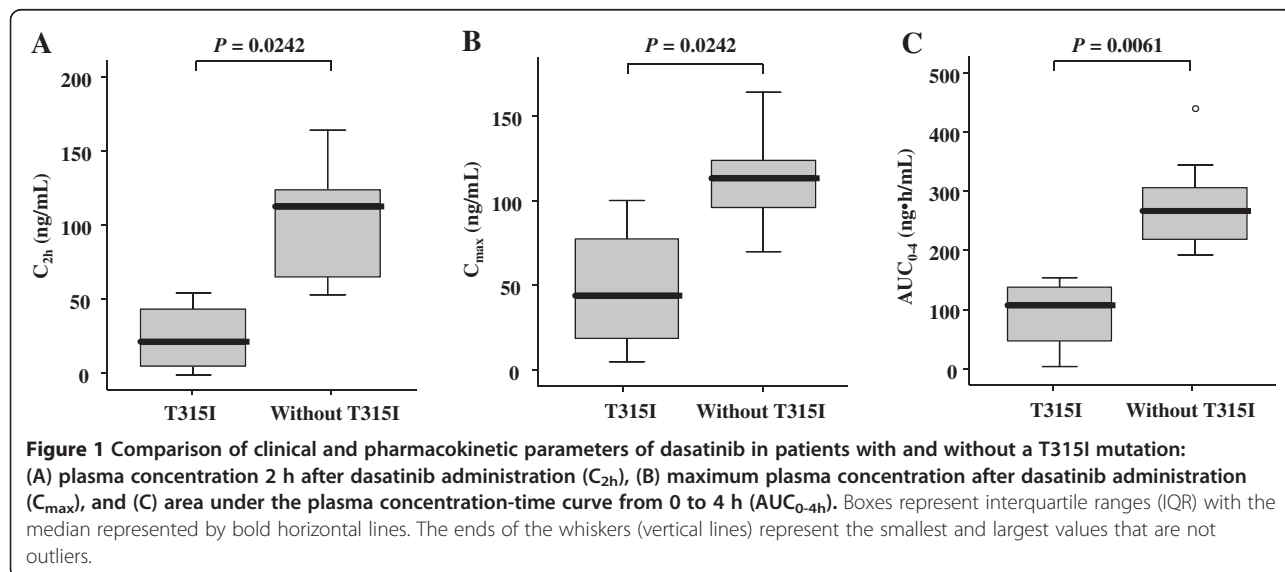 A
P = 0.0242
200
150
100
50
0
C2h (ng/mL)
T315I
Without T315I
B
P = 0.0242
150
100
50
0
Cmax (ng/mL)
T315I
Without T315I
C
P = 0.0061
500
400
300
200
100
0
AUC0-4 (ng•h/mL)
T315I
Without T315I
Figure 1 Comparison of clinical and pharmacokinetic parameters of dasatinib in patients with and without a T315I mutation:
(A) plasma concentration 2 h after dasatinib administration (C2h), (B) maximum plasma concentration after dasatinib administration
(Cmax), and (C) area under the plasma concentration-time curve from 0 to 4 h (AUC0-4h). Boxes represent interquartile ranges (IQR) with the
median represented by bold horizontal lines. The ends of the whiskers (vertical lines) represent the smallest and largest values that are not
outliers.